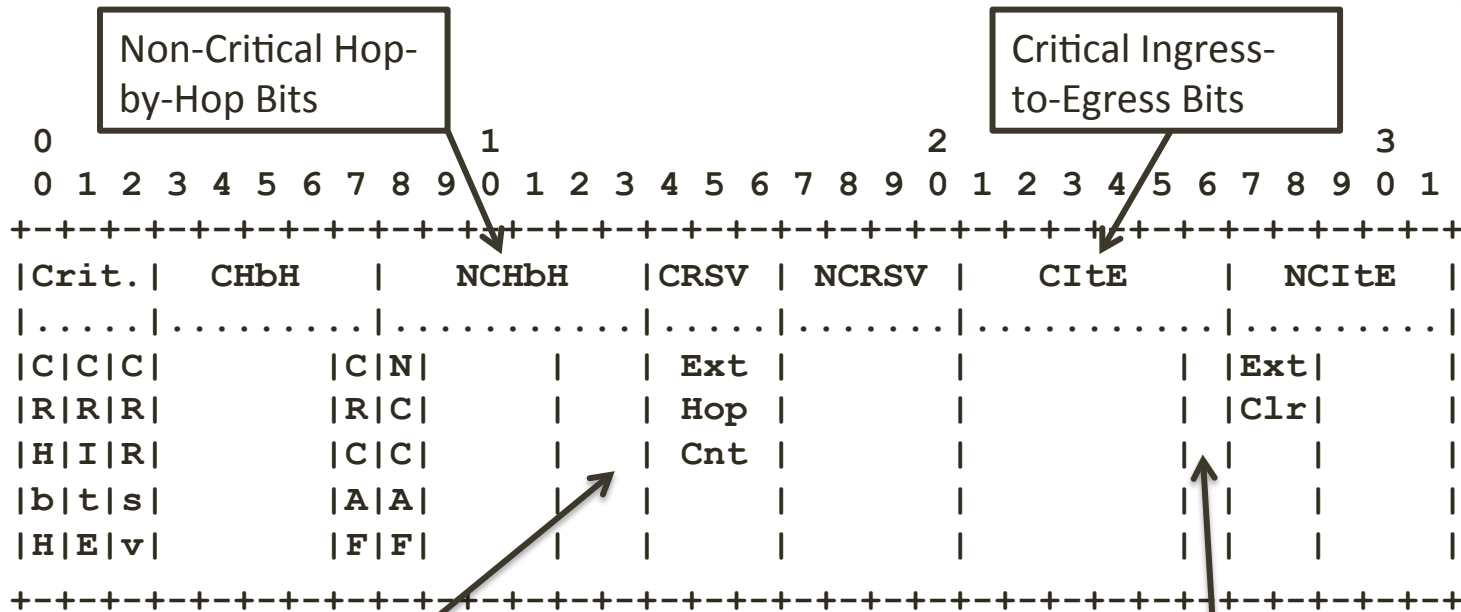 Non-Critical Hop-
by-Hop Bits
Critical Ingress-
to-Egress Bits
0                   1                   2                   3
0 1 2 3 4 5 6 7 8 9 0 1 2 3 4 5 6 7 8 9 0 1 2 3 4 5 6 7 8 9 0 1
+-+-+-+-+-+-+-+-+-+-+-+-+-+-+-+-+-+-+-+-+-+-+-+-+-+-+-+-+-+-+-+-+
|Crit.|  CHbH   |   NCHbH   |CRSV | NCRSV |   CItE    |  NCItE  |
|.....|.........|...........|.....|.......|...........|.........|
|C|C|C|       |C|N|     |   | Ext |       |         | |Ext|     |
|R|R|R|       |R|C|     |   | Hop |       |         | |Clr|     |
|H|I|R|       |C|C|     |   | Cnt |       |         | |   |     |
|b|t|s|       |A|A|     |   |     |       |         | |   |     |
|H|E|v|       |F|F|     |   |     |       |         | |   |     |
+-+-+-+-+-+-+-+-+-+-+-+-+-+-+-+-+-+-+-+-+-+-+-+-+-+-+-+-+-+-+-+-+